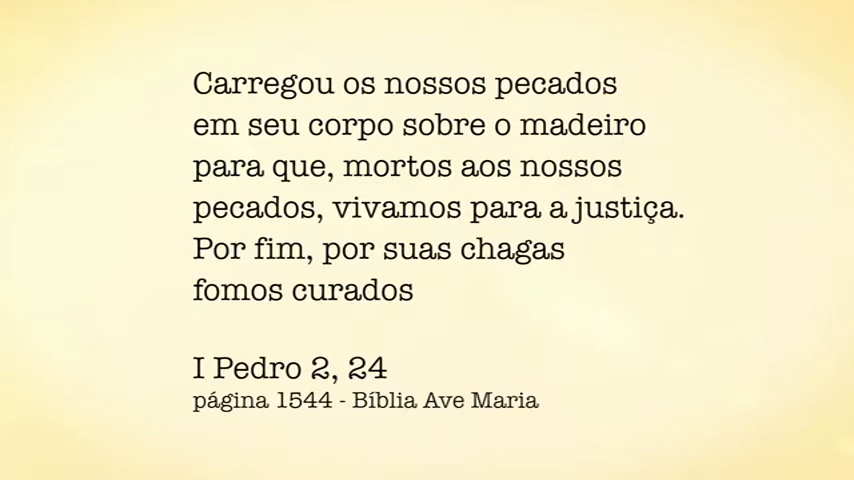 Carregou os nossos pecados
em seu corpo sobre o madeiro
para que, mortos aos nossos
pecados, vivamos para a justiça.
Por fim, por suas chagas
fomos curados
I Pedro 2, 24
página 1544 - Bíblia Ave Maria